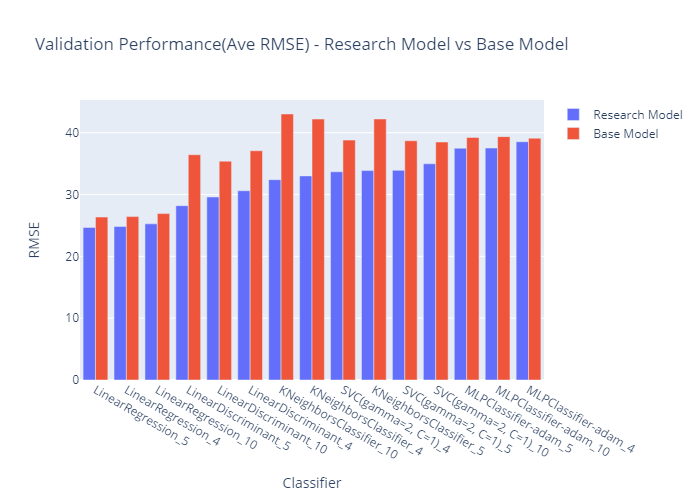 Validation Performance(Ave RMSE) - Research Model vs Base Model
Research Model
Base Model
RMSE
40
30
20
10
0
LinearRegression_5
LinearRegression_4
LinearRegression_10
LinearDiscriminant_5
LinearDiscriminant_10
LinearDiscriminant_4
KNeighborsClassifier_10
KNeighborsClassifier_4
SVC(gamma=2, C=1)_4
KNeighborsClassifier_5
SVC(gamma=2, C=1)_5
SVC(gamma=2, C=1)_10
MLPClassifier-adam_5
MLPClassifier-adam_10
MLPClassifier-adam_4
Classifier